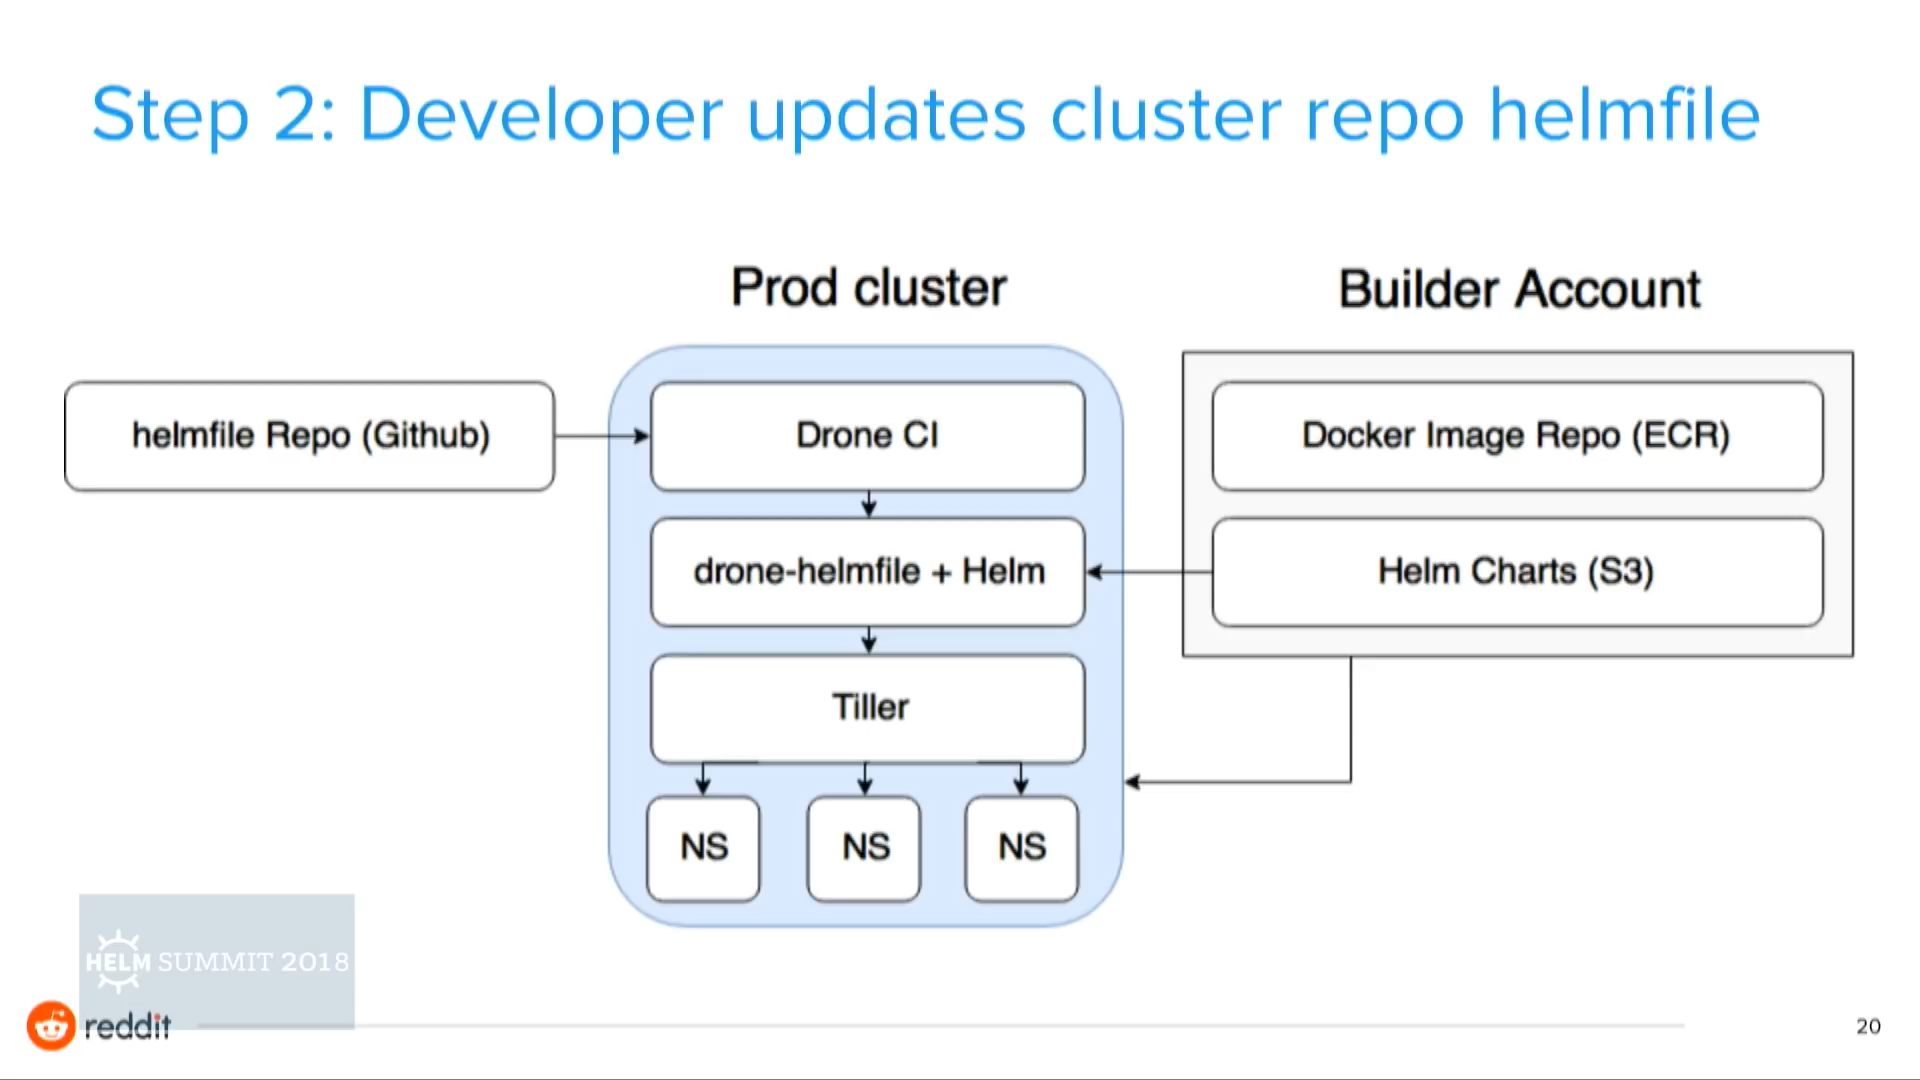 Step 2: Developer updates cluster repo helmfile
Prod cluster
Builder Account
helmfile Repo (Github)
Drone CI
Docker Image Repo (ECR)
drone-helmfile + Helm
Helm Charts (S3)
Tiller
NS
NS
NS
HELM SUMMIT 2018
reddit
20